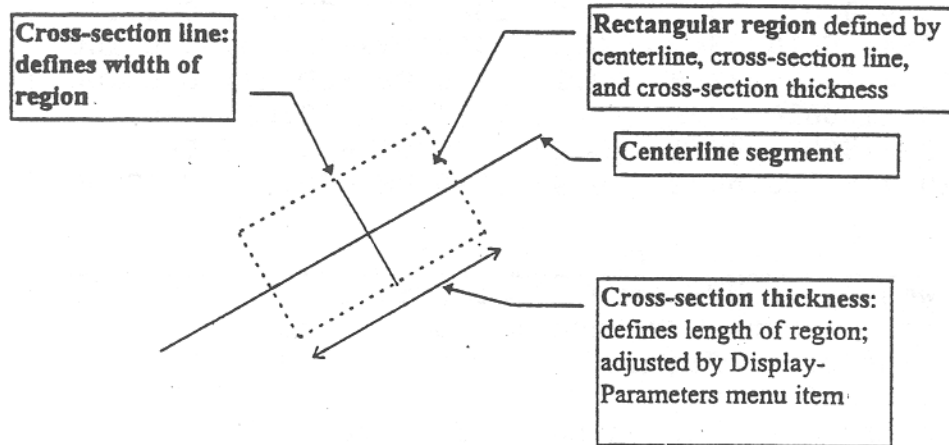 Cross-section line:
defines width of
region
Rectangular region defined by
centerline, cross-section line,
and cross-section thickness
Centerline segment
Cross-section thickness:
defines length of region;
adjusted by Display-
Parameters menu item